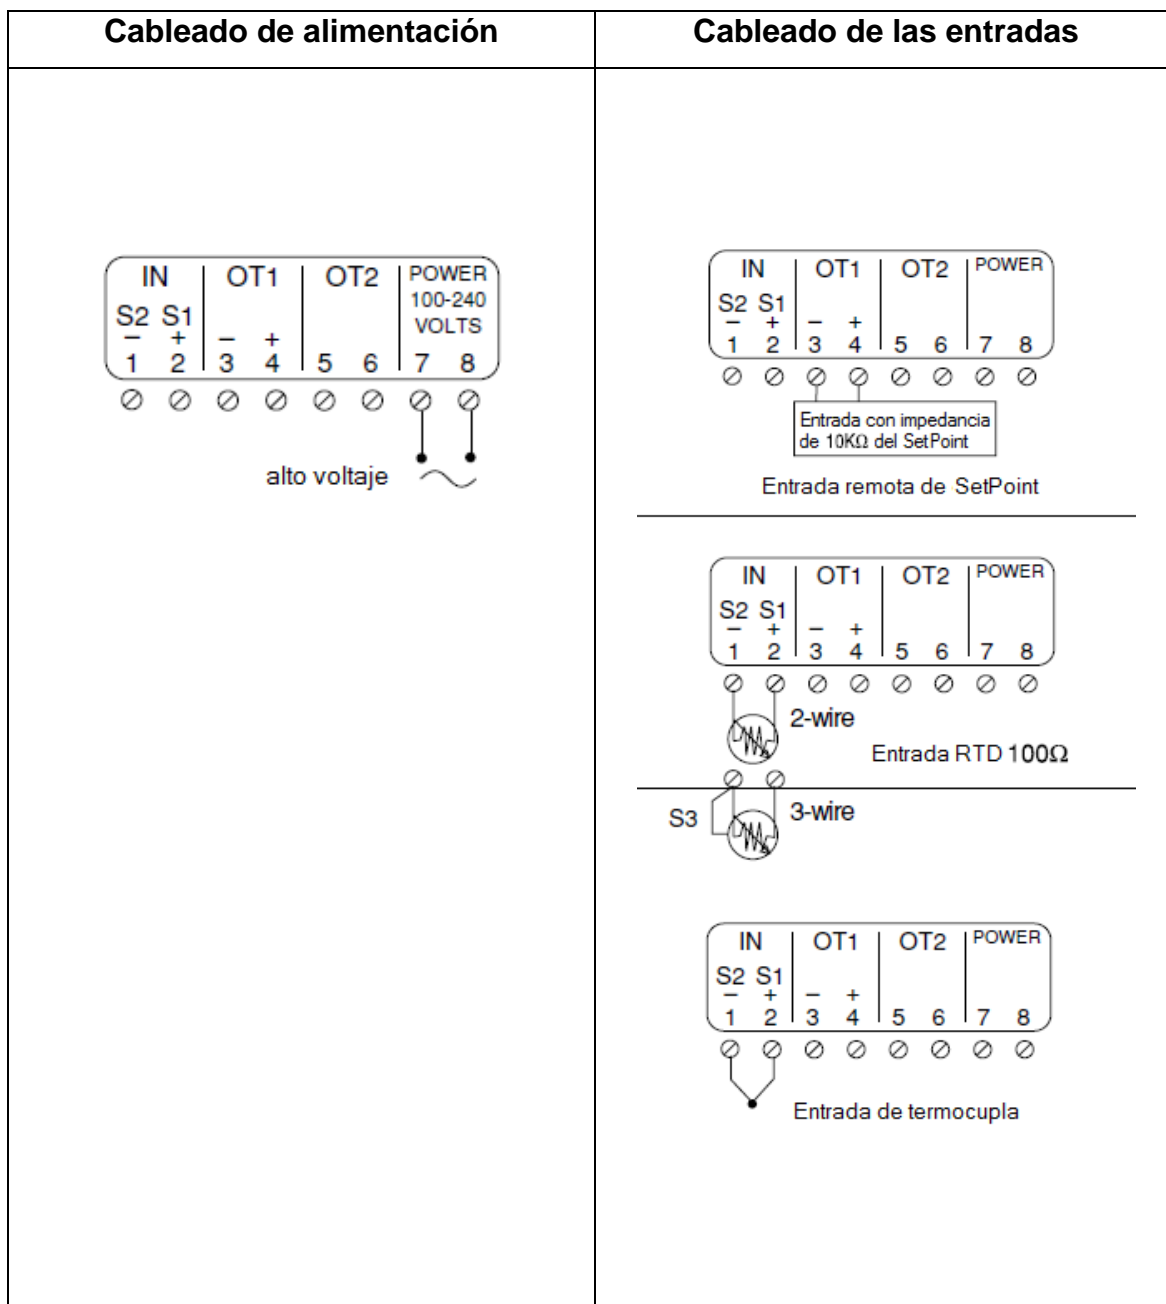 Cableado de alimentación
Cableado de las entradas
IN OT1 OT2 POWER
100-240
S2 S1 VOLTS
− + − +
1 2 3 4 5 6 7 8
alto voltaje
IN OT1 OT2 POWER
S2 S1
− + − +
1 2 3 4 5 6 7 8
Entrada con impedancia
de 10KΩ del SetPoint
Entrada remota de SetPoint
IN OT1 OT2 POWER
S2 S1
− + − +
1 2 3 4 5 6 7 8
2-wire
Entrada RTD 100Ω
S3 3-wire
IN OT1 OT2 POWER
S2 S1
− + − +
1 2 3 4 5 6 7 8
Entrada de termocupla